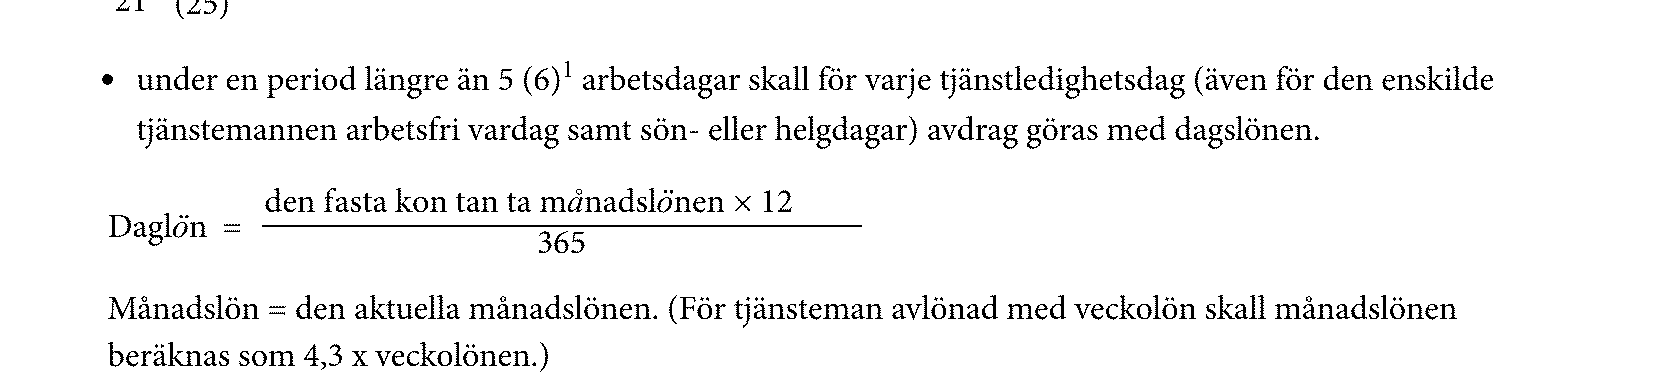 21 (25)
• under en period längre än 5 (6)¹ arbetsdagar skall för varje tjänstledighetsdag (även för den enskilde
tjänstemannen arbetsfri vardag samt sön- eller helgdagar) avdrag göras med dagslönen.
den fasta kon tan ta månadslönen × 12
Daglön =
365
Månadslön = den aktuella månadslönen. (För tjänsteman avlönad med veckolön skall månadslönen
beräknas som 4,3 x veckolönen.)